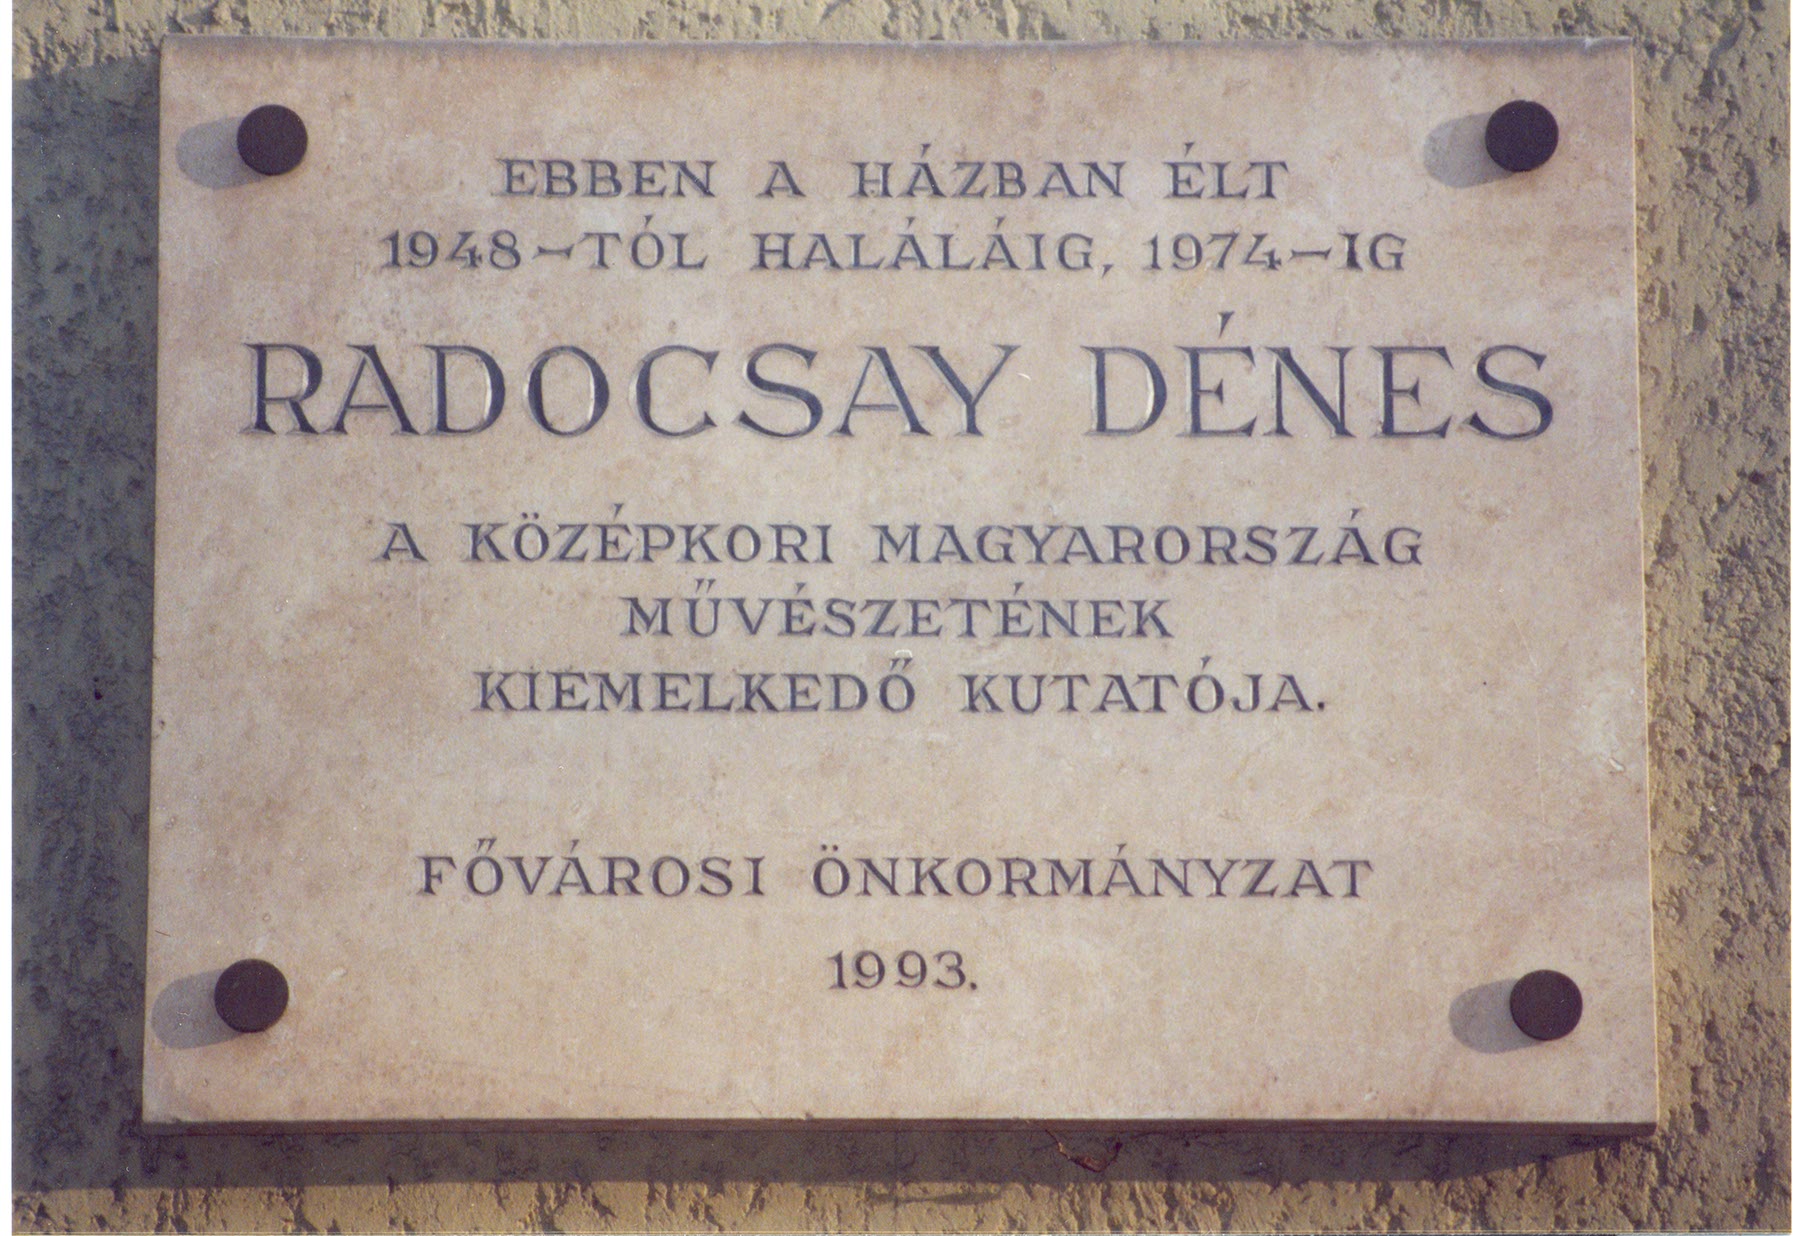 EBBEN A HÁZBAN ÉLT
1948-TÓL HALÁLÁIG, 1974-IG
RADOCSAY DÉNES
A KÖZÉPKORI MAGYARORSZÁG
MŰVÉSZETÉNEK
KIEMELKEDŐ KUTATÓJA.
FŐVÁROSI ÖNKORMÁNYZAT
1993.